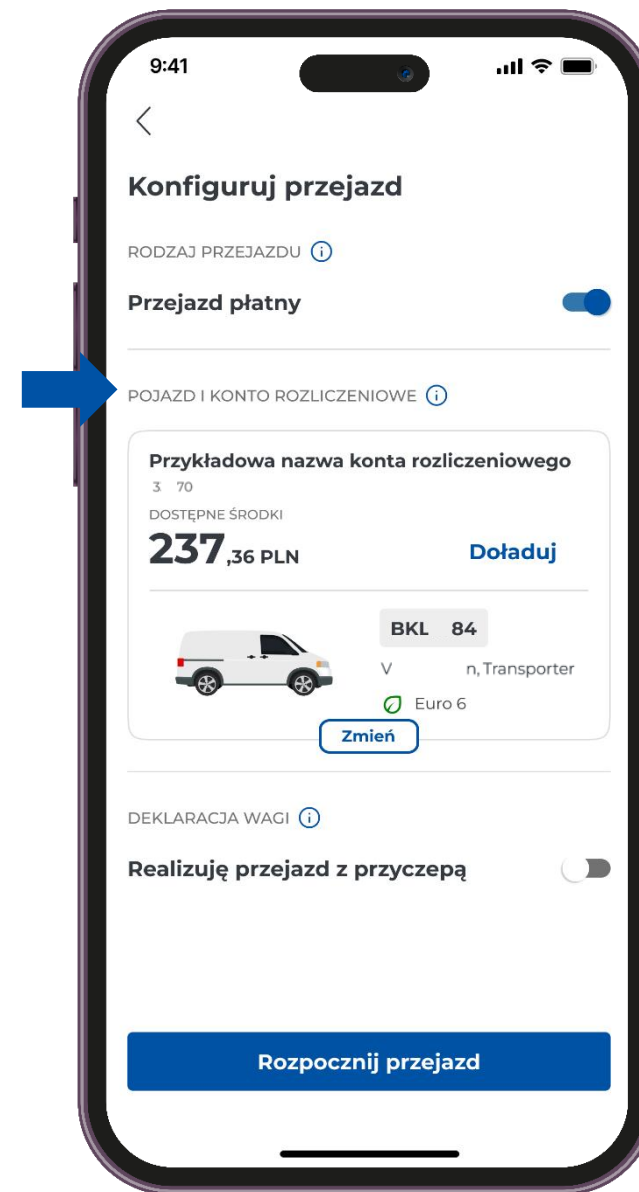 9:41
Konfiguruj przejazd
RODZAJ PRZEJAZDU
Przejazd płatny
POJAZD I KONTO ROZLICZENIOWE
Przykładowa nazwa konta rozliczeniowego
3 70
DOSTĘPNE ŚRODKI
237,36 PLN Doładuj
BKL 84
V n, Transporter
Euro 6
Zmień
DEKLARACJA WAGI
Realizuję przejazd z przyczepą
Rozpocznij przejazd